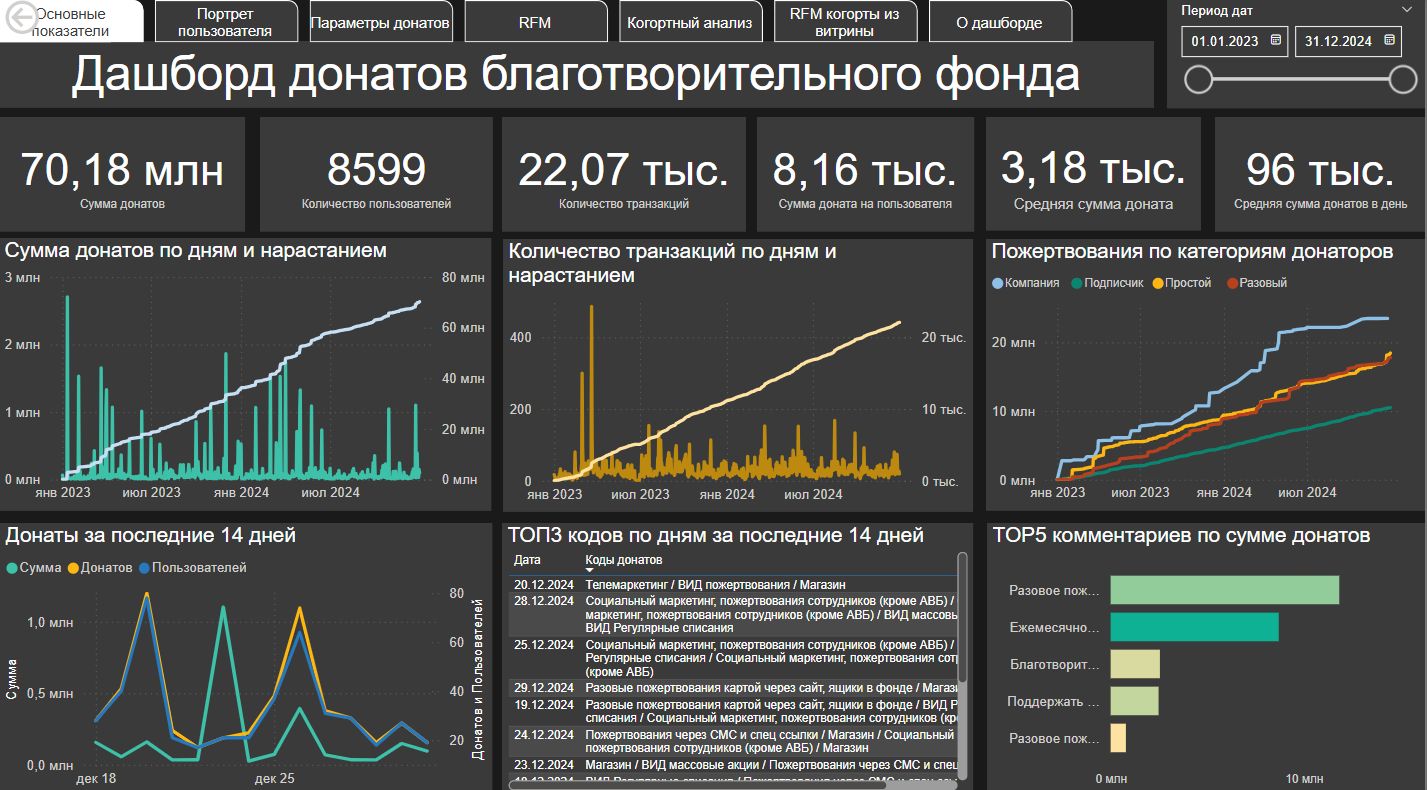 Основные показатели
Портрет пользователя
Параметры донатов
RFM
Когортный анализ
RFM когорты из витрины
О дашборде
Период дат
01.01.2023
31.12.2024
Дашборд донатов благотворительного фонда
70,18 млн
Сумма донатов
8599
Количество пользователей
22,07 тыс.
Количество транзакций
8,16 тыс.
Сумма доната на пользователя
3,18 тыс.
Средняя сумма доната
96 тыс.
Средняя сумма донатов в день
Сумма донатов по дням и нарастанием
3 млн
2 млн
1 млн
0 млн
80 млн
60 млн
40 млн
20 млн
0 млн
янв 2023
июл 2023
янв 2024
июл 2024
Количество транзакций по дням и
нарастанием
400
200
0
20 тыс.
10 тыс.
0 тыс.
янв 2023
июл 2023
янв 2024
июл 2024
Пожертвования по категориям донаторов
Компания
Подписчик
Простой
Разовый
20 млн
10 млн
0 млн
янв 2023
июл 2023
янв 2024
июл 2024
Донаты за последние 14 дней
Сумма
Донатов
Пользователей
Сумма
1,0 млн
0,5 млн
0,0 млн
80
60
40
20
Донатов и Пользователей
дек 18
дек 25
ТОП3 кодов по дням за последние 14 дней
Дата
Коды донатов
20.12.2024 Телемаркетинг / ВИД пожертвования / Магазин
28.12.2024 Социальный маркетинг, пожертвования сотрудников (кроме АВБ) /
маркетинг, пожертвования сотрудников (кроме АВБ) / ВИД массовы
ВИД Регулярные списания
25.12.2024 Социальный маркетинг, пожертвования сотрудников (кроме АВБ) /
Регулярные списания / Социальный маркетинг, пожертвования сотр
(кроме АВБ)
29.12.2024 Разовые пожертвования картой через сайт, ящики в фонде / Магази
19.12.2024 Разовые пожертвования картой через сайт, ящики в фонде / ВИД Р
списания / Социальный маркетинг, пожертвования сотрудников (кро
24.12.2024 Пожертвования через СМС и спец ссылки / Магазин / Социальный
пожертвования сотрудников (кроме АВБ) / Магазин
23.12.2024 Магазин / ВИД массовые акции / Пожертвования через СМС и спец
TOP5 комментариев по сумме донатов
Разовое пож...
Ежемесячно...
Благотворит...
Поддержать ...
Разовое пож...
0 млн
10 млн